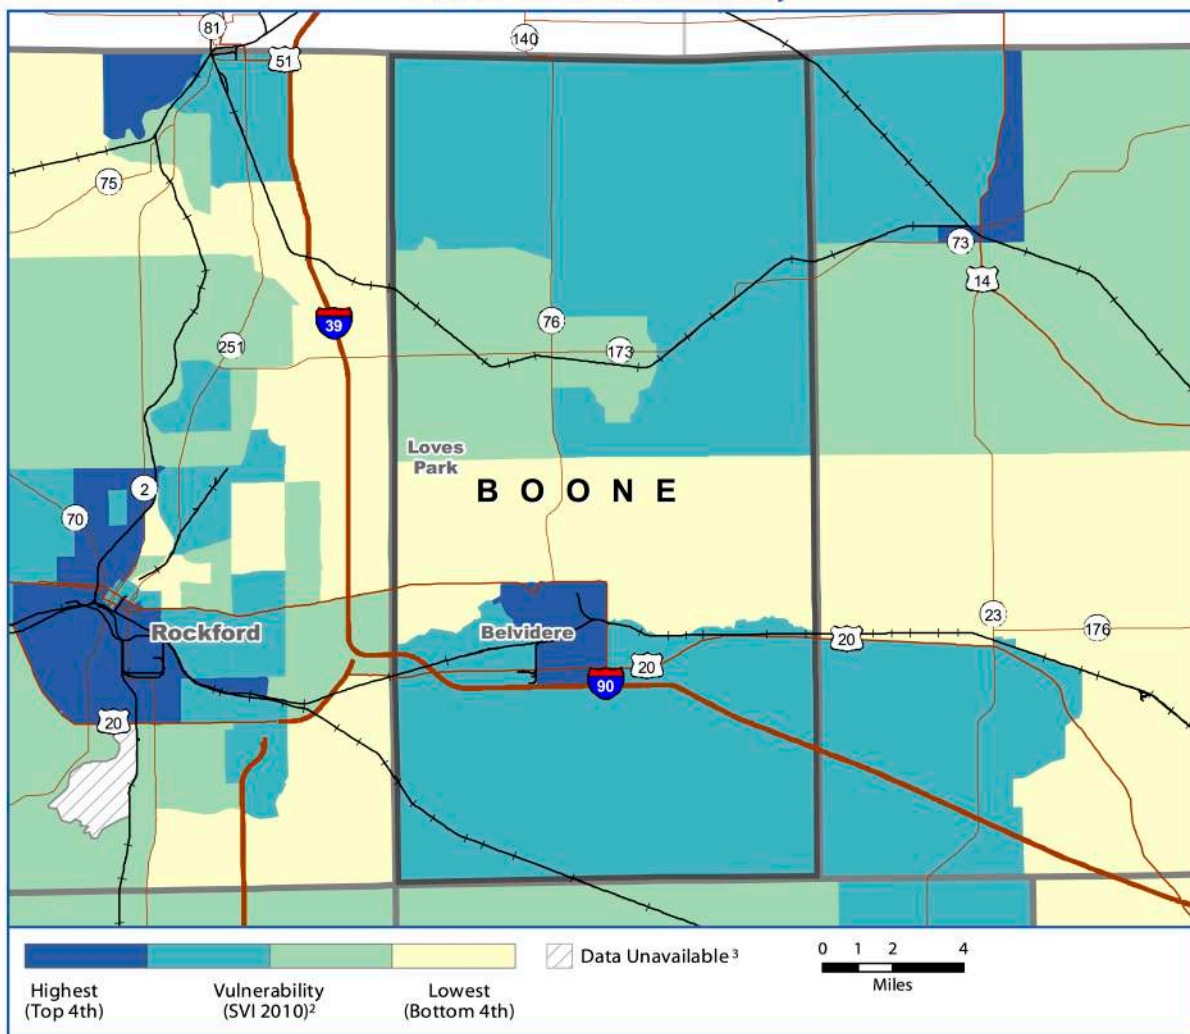 81
140
51
75
73
14
39
76
251
173
Loves
Park
B O O N E
2
70
23
176
Rockford
Belvidere
20
20
90
20
Highest
(Top 4th)
Vulnerability
(SVI 2010)²
Lowest
(Bottom 4th)
Data Unavailable ³
0 1 2 4
Miles